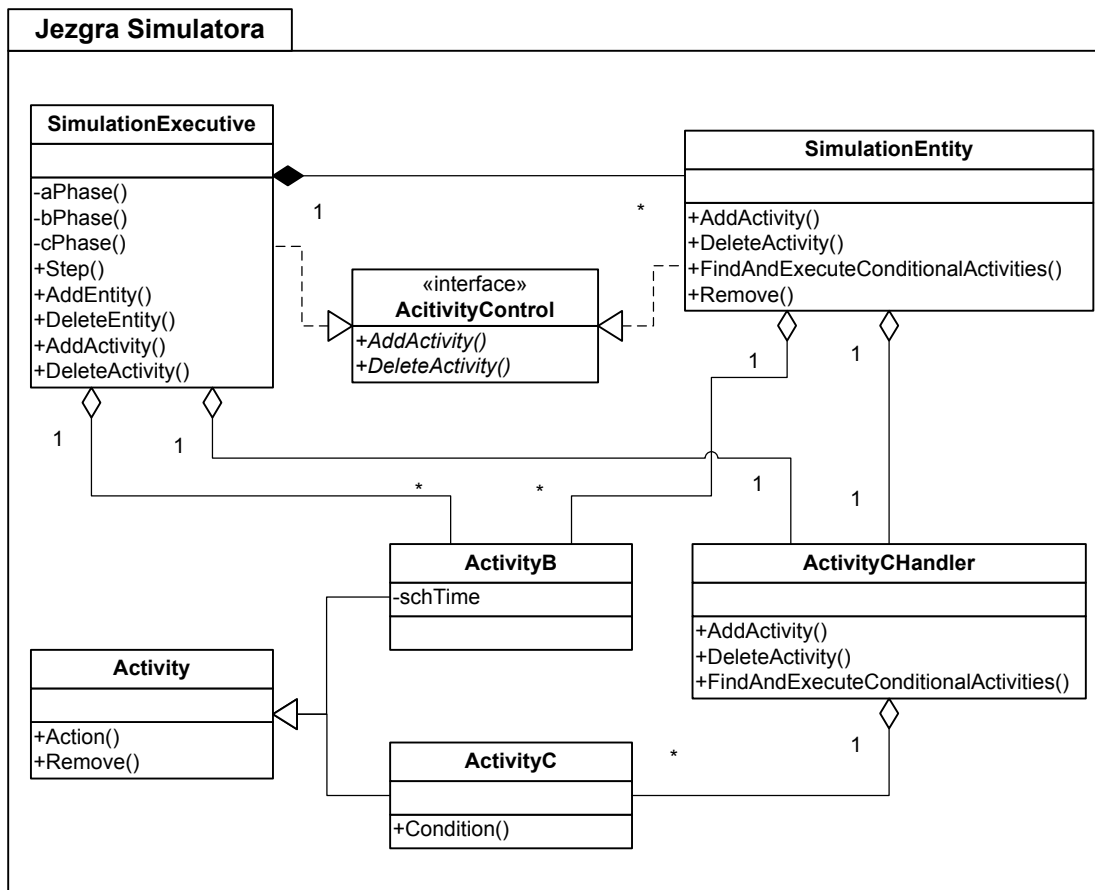 Jezgra Simulatora
SimulationExecutive
-aPhase()
-bPhase()
-cPhase()
+Step()
+AddEntity()
+DeleteEntity()
+AddActivity()
+DeleteActivity()
1
*
SimulationEntity
+AddActivity()
+DeleteActivity()
+FindAndExecuteConditionalActivities()
+Remove()
«interface»
AcitivityControl
+AddActivity()
+DeleteActivity()
1
1
1
1
*
*
1
1
ActivityB
-schTime
ActivityCHandler
+AddActivity()
+DeleteActivity()
+FindAndExecuteConditionalActivities()
Activity
+Action()
+Remove()
ActivityC
+Condition()
*
1